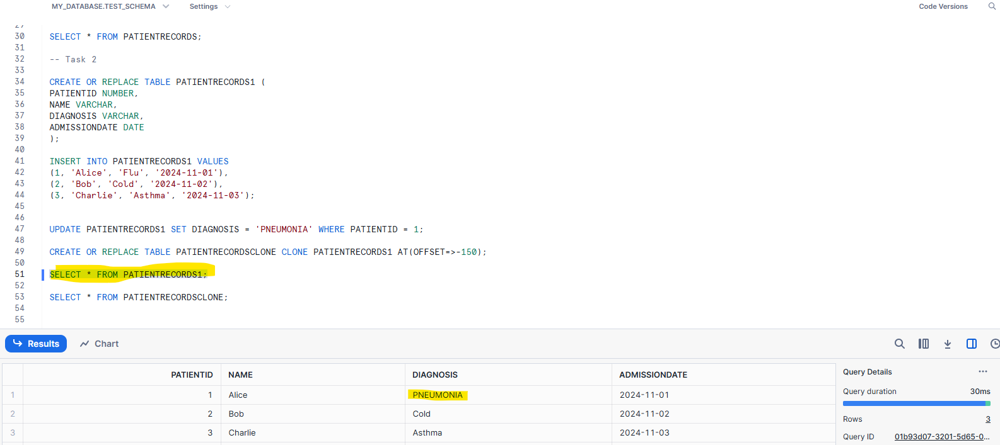 MY_DATABASE.TEST_SCHEMA Settings Code Versions
30 SELECT * FROM PATIENTRECORDS;
31
32 -- Task 2
33
34 CREATE OR REPLACE TABLE PATIENTRECORDS1 (
35 PATIENTID NUMBER,
36 NAME VARCHAR,
37 DIAGNOSIS VARCHAR,
38 ADMISSIONDATE DATE
39 );
40
41 INSERT INTO PATIENTRECORDS1 VALUES
42 (1, 'Alice', 'Flu', '2024-11-01'),
43 (2, 'Bob', 'Cold', '2024-11-02'),
44 (3, 'Charlie', 'Asthma', '2024-11-03');
45
46
47 UPDATE PATIENTRECORDS1 SET DIAGNOSIS = 'PNEUMONIA' WHERE PATIENTID = 1;
48
49 CREATE OR REPLACE TABLE PATIENTRECORDSCLONE CLONE PATIENTRECORDS1 AT(OFFSET=>-150);
50
51 SELECT * FROM PATIENTRECORDS1;
52
53 SELECT * FROM PATIENTRECORDSCLONE;
54
55
Results Chart
PATIENTID NAME DIAGNOSIS ADMISSIONDATE
1 1 Alice PNEUMONIA 2024-11-01
2 2 Bob Cold 2024-11-02
3 3 Charlie Asthma 2024-11-03
Query Details ...
Query duration 30ms
Rows 3
Query ID 01b93d07-3201-5d65-0...